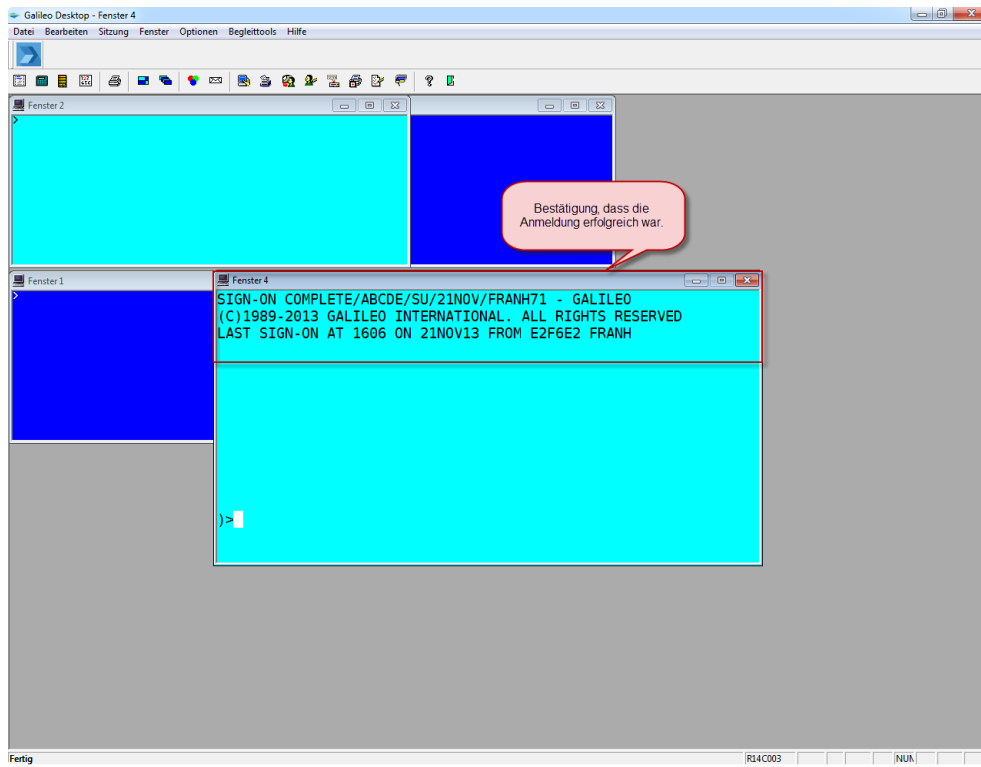 Galileo Desktop - Fenster 4
Datei Bearbeiten Sitzung Fenster Optionen Begleittools Hilfe
Fenster 2
>
Bestätigung, dass die
Anmeldung erfolgreich war.
Fenster 1
>
Fenster 4
SIGN-ON COMPLETE/ABCDE/SU/21NOV/FRANH71 - GALILEO
(C)1989-2013 GALILEO INTERNATIONAL. ALL RIGHTS RESERVED
LAST SIGN-ON AT 1606 ON 21NOV13 FROM E2F6E2 FRANH
)>
Fertig R14C003 NUM